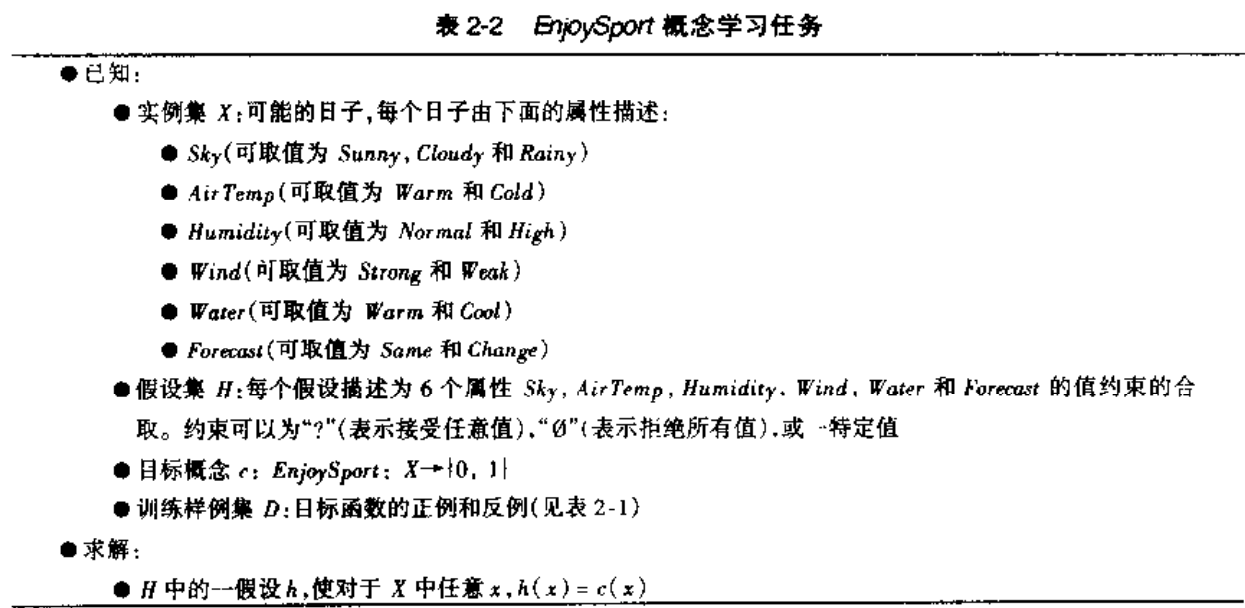 表 2-2 EnjoySport 概念学习任务
●已知:
●实例集 X:可能的日子,每个日子由下面的属性描述:
● Sky(可取值为 Sunny, Cloudy 和 Rainy)
● AirTemp(可取值为 Warm 和 Cold)
● Humidity(可取值为 Normal 和 High)
● Wind(可取值为 Strong 和 Weak)
● Water(可取值为 Warm 和 Cool)
● Forecast(可取值为 Same 和 Change)
●假设集 H:每个假设描述为 6 个属性 Sky, AirTemp, Humidity, Wind, Water 和 Forecast 的值约束的合
取。约束可以为“?”(表示接受任意值),“Ø”(表示拒绝所有值),或一特定值
●目标概念 c: EnjoySport: X→{0, 1}
●训练样例集 D:目标函数的正例和反例(见表 2-1)
●求解:
● H 中的一假设 h,使对于 X 中任意 x, h(x) = c(x)